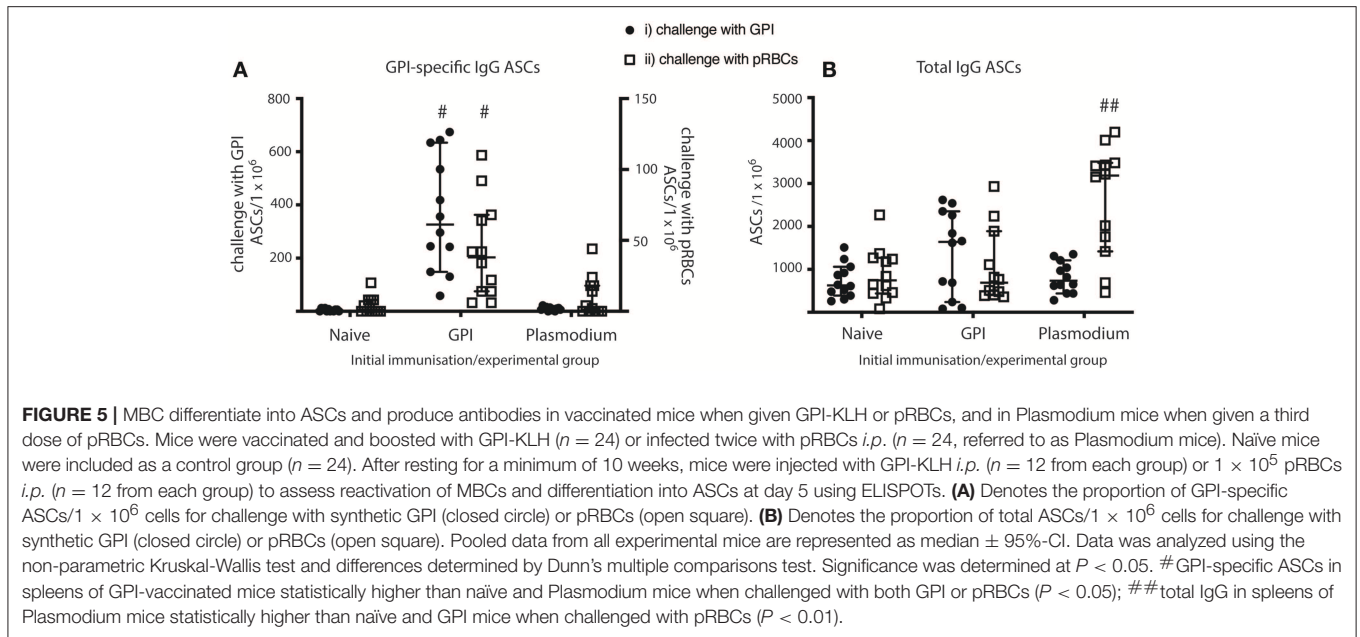 ● i) challenge with GPI
□ ii) challenge with pRBCs
A
GPI-specific IgG ASCs
challenge with GPI
ASCs/1 x 10⁶
800
600
400
200
# #
150
100
50
challenge with pRBCs
ASCs/1 x 10⁶
Naive GPI Plasmodium
Initial immunisation/experimental group
B
Total IgG ASCs
ASCs /1 x 10⁶
5000
4000
3000
2000
1000
##
Naive GPI Plasmodium
Initial immunisation/experimental group
FIGURE 5 | MBC differentiate into ASCs and produce antibodies in vaccinated mice when given GPI-KLH or pRBCs, and in Plasmodium mice when given a third
dose of pRBCs. Mice were vaccinated and boosted with GPI-KLH (n = 24) or infected twice with pRBCs i.p. (n = 24, referred to as Plasmodium mice). Naïve mice
were included as a control group (n = 24). After resting for a minimum of 10 weeks, mice were injected with GPI-KLH i.p. (n = 12 from each group) or 1 × 10⁵ pRBCs
i.p. (n = 12 from each group) to assess reactivation of MBCs and differentiation into ASCs at day 5 using ELISPOTs. (A) Denotes the proportion of GPI-specific
ASCs/1 × 10⁶ cells for challenge with synthetic GPI (closed circle) or pRBCs (open square). (B) Denotes the proportion of total ASCs/1 × 10⁶ cells for challenge with
synthetic GPI (closed circle) or pRBCs (open square). Pooled data from all experimental mice are represented as median ± 95%-CI. Data was analyzed using the
non-parametric Kruskal-Wallis test and differences determined by Dunn's multiple comparisons test. Significance was determined at P < 0.05. #GPI-specific ASCs in
spleens of GPI-vaccinated mice statistically higher than naïve and Plasmodium mice when challenged with both GPI or pRBCs (P < 0.05); ##total IgG in spleens of
Plasmodium mice statistically higher than naïve and GPI mice when challenged with pRBCs (P < 0.01).